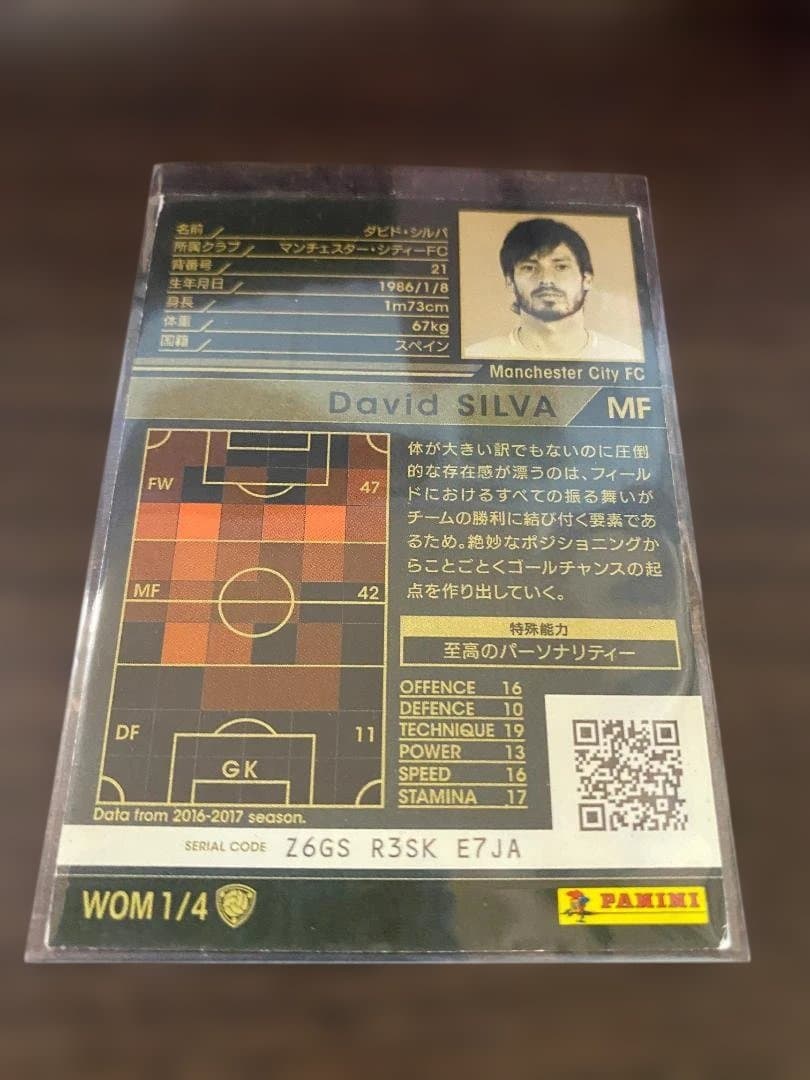 名前 ダビド・シルバ
所属クラブ マンチェスター・シティーFC
背番号 21
生年月日 1986/1/8
身長 1m73cm
体重 67kg
国籍 スペイン
Manchester City FC
David SILVA MF
FW 47
MF 42
DF 11
GK
Data from 2016-2017 season.
体が大きい訳でもないのに圧倒
的な存在感が漂うのは、フィール
ドにおけるすべての振る舞いが
チームの勝利に結び付く要素であ
るため。絶妙なポジショニングか
らことごとくゴールチャンスの起
点を作り出していく。
特殊能力
至高のパーソナリティー
OFFENCE 16
DEFENCE 10
TECHNIQUE 19
POWER 13
SPEED 16
STAMINA 17
SERIAL CODE Z6GS R3SK E7JA
WOM 1/4
PANINI